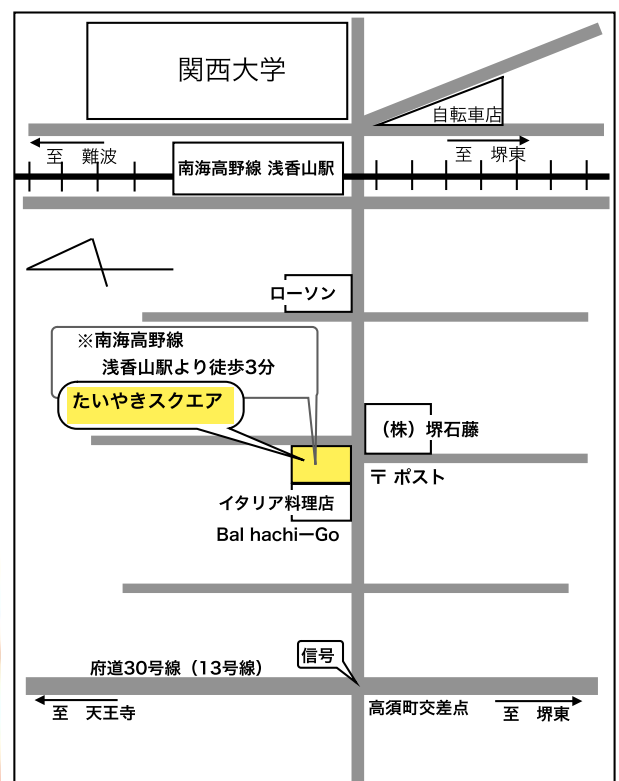 関西大学
自転車店
至 難波
至 堺東
南海高野線 浅香山駅
ローソン
※南海高野線
浅香山駅より徒歩3分
たいやきスクエア
（株）堺石藤
〒 ポスト
イタリア料理店
Bal hachiーGo
信号
府道30号線（13号線）
高須町交差点
至 天王寺
至 堺東